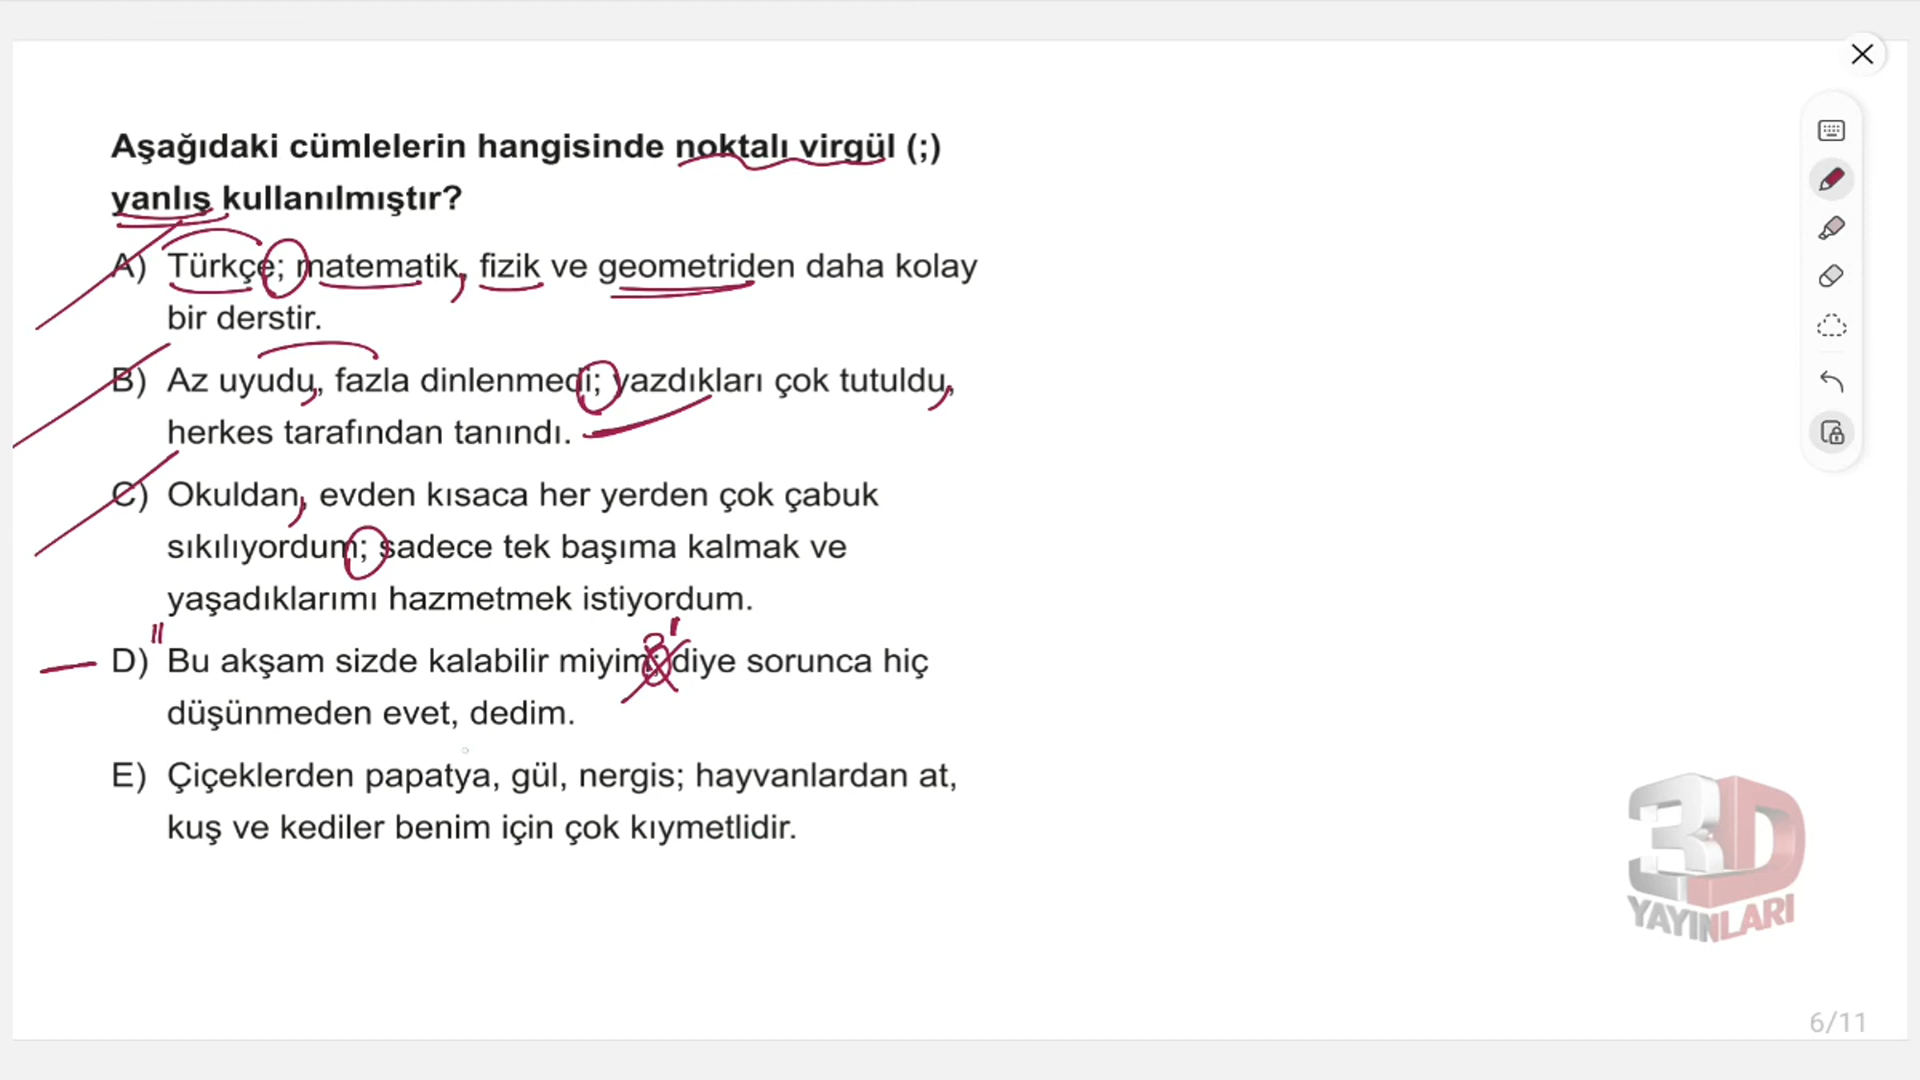 Aşağıdaki cümlelerin hangisinde noktalı virgül (;)
yanlış kullanılmıştır?
A) Türkçe; matematik, fizik ve geometriden daha kolay
bir derstir.
B) Az uyudu, fazla dinlenmedi; yazdıkları çok tutuldu,
herkes tarafından tanındı.
C) Okuldan, evden kısaca her yerden çok çabuk
sıkılıyordum; sadece tek başıma kalmak ve
yaşadıklarımı hazmetmek istiyordum.
D) Bu akşam sizde kalabilir miyim; diye sorunca hiç
düşünmeden evet, dedim.
E) Çiçeklerden papatya, gül, nergis; hayvanlardan at,
kuş ve kediler benim için çok kıymetlidir.
3D
YAYINLARI
6/11